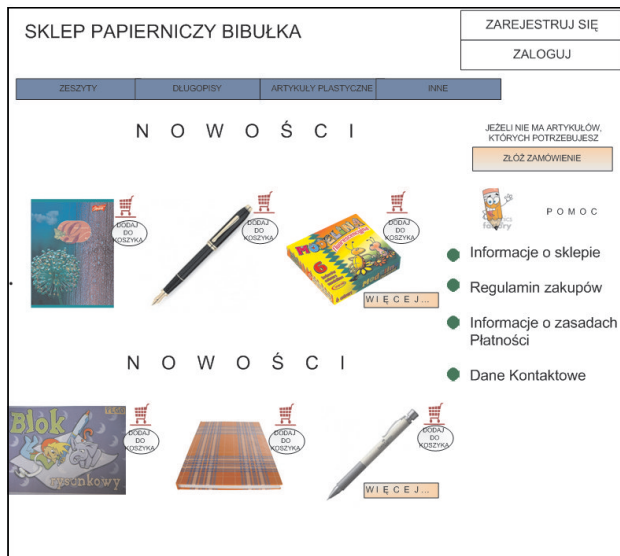 SKLEP PAPIERNICZY BIBUŁKA
ZAREJESTRUJ SIĘ
ZALOGUJ
ZESZYTY
DŁUGOPISY
ARTYKUŁY PLASTYCZNE
INNE
N O W O Ś C I
JEŻELI NIE MA ARTYKUŁÓW,
KTÓRYCH POTRZEBUJESZ
ZŁÓŻ ZAMÓWIENIE
DODAJ
DO
KOSZYKA
DODAJ
DO
KOSZYKA
6
DODAJ
DO
KOSZYKA
W I Ę C E J ...
P O M O C
Informacje o sklepie
Regulamin zakupów
Informacje o zasadach
Płatności
Dane Kontaktowe
N O W O Ś C I
Blok
rysunkowy
DODAJ
DO
KOSZYKA
DODAJ
DO
KOSZYKA
DODAJ
DO
KOSZYKA
W I Ę C E J ...